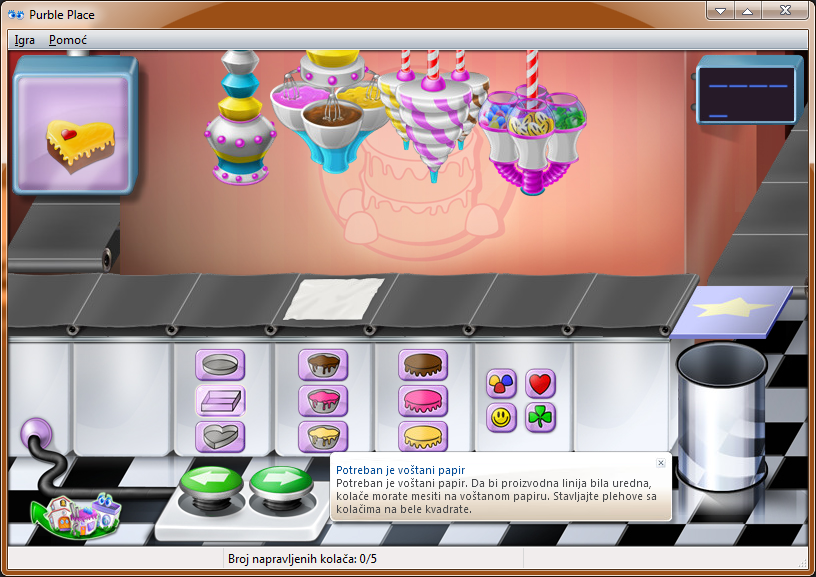 Purble Place
Igra Pomoć
Potreban je voštani papir
Potreban je voštani papir. Da bi proizvodna linija bila uredna,
kolače morate mesiti na voštanom papiru. Stavljajte plehove sa
kolačima na bele kvadrate.
Broj napravljenih kolača: 0/5